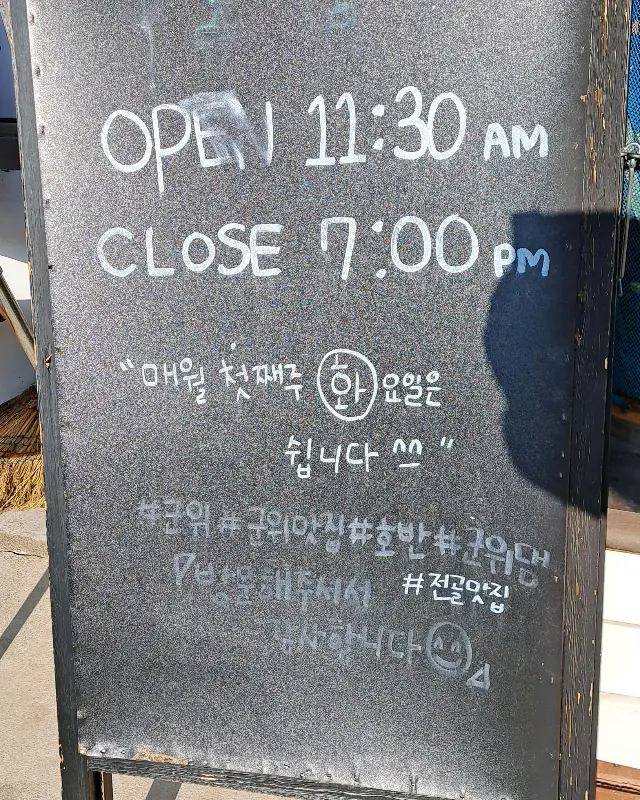 OPEN 11:30 AM
CLOSE 7:00 PM
"매월 첫째주 화요일은
쉽니다 ^^"
#군위 #군위맛집 #호반 #군위댐
방문해주셔서 #전골맛집
감사합니다